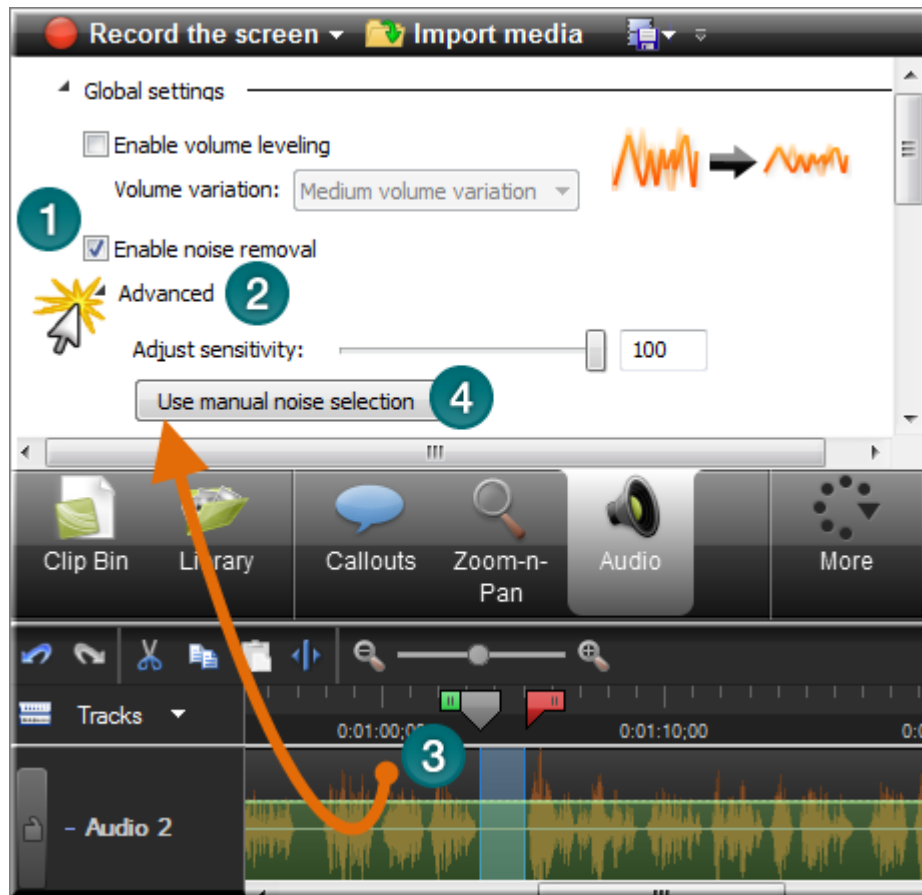 Record the screen Import media
Global settings
Enable volume leveling
Volume variation: Medium volume variation
1
Enable noise removal
Advanced 2
Adjust sensitivity: 100
Use manual noise selection 4
Clip Bin Library Callouts Zoom-n-Pan Audio More
Tracks
0:01:00;00 0:01:10;00
3
Audio 2